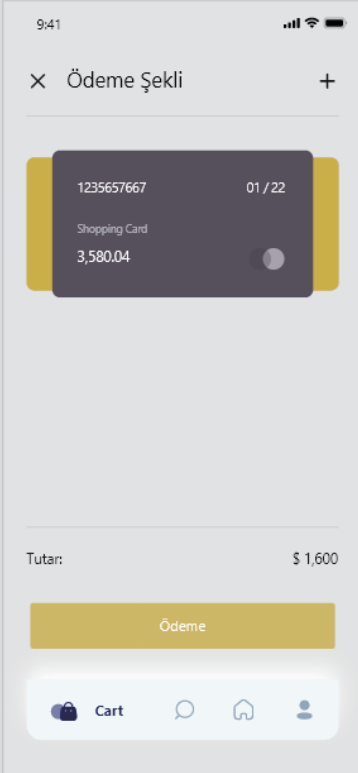 9:41
Ödeme Şekli
1235657667 01 / 22
Shopping Card
3,580.04
Tutar: $ 1,600
Ödeme
Cart